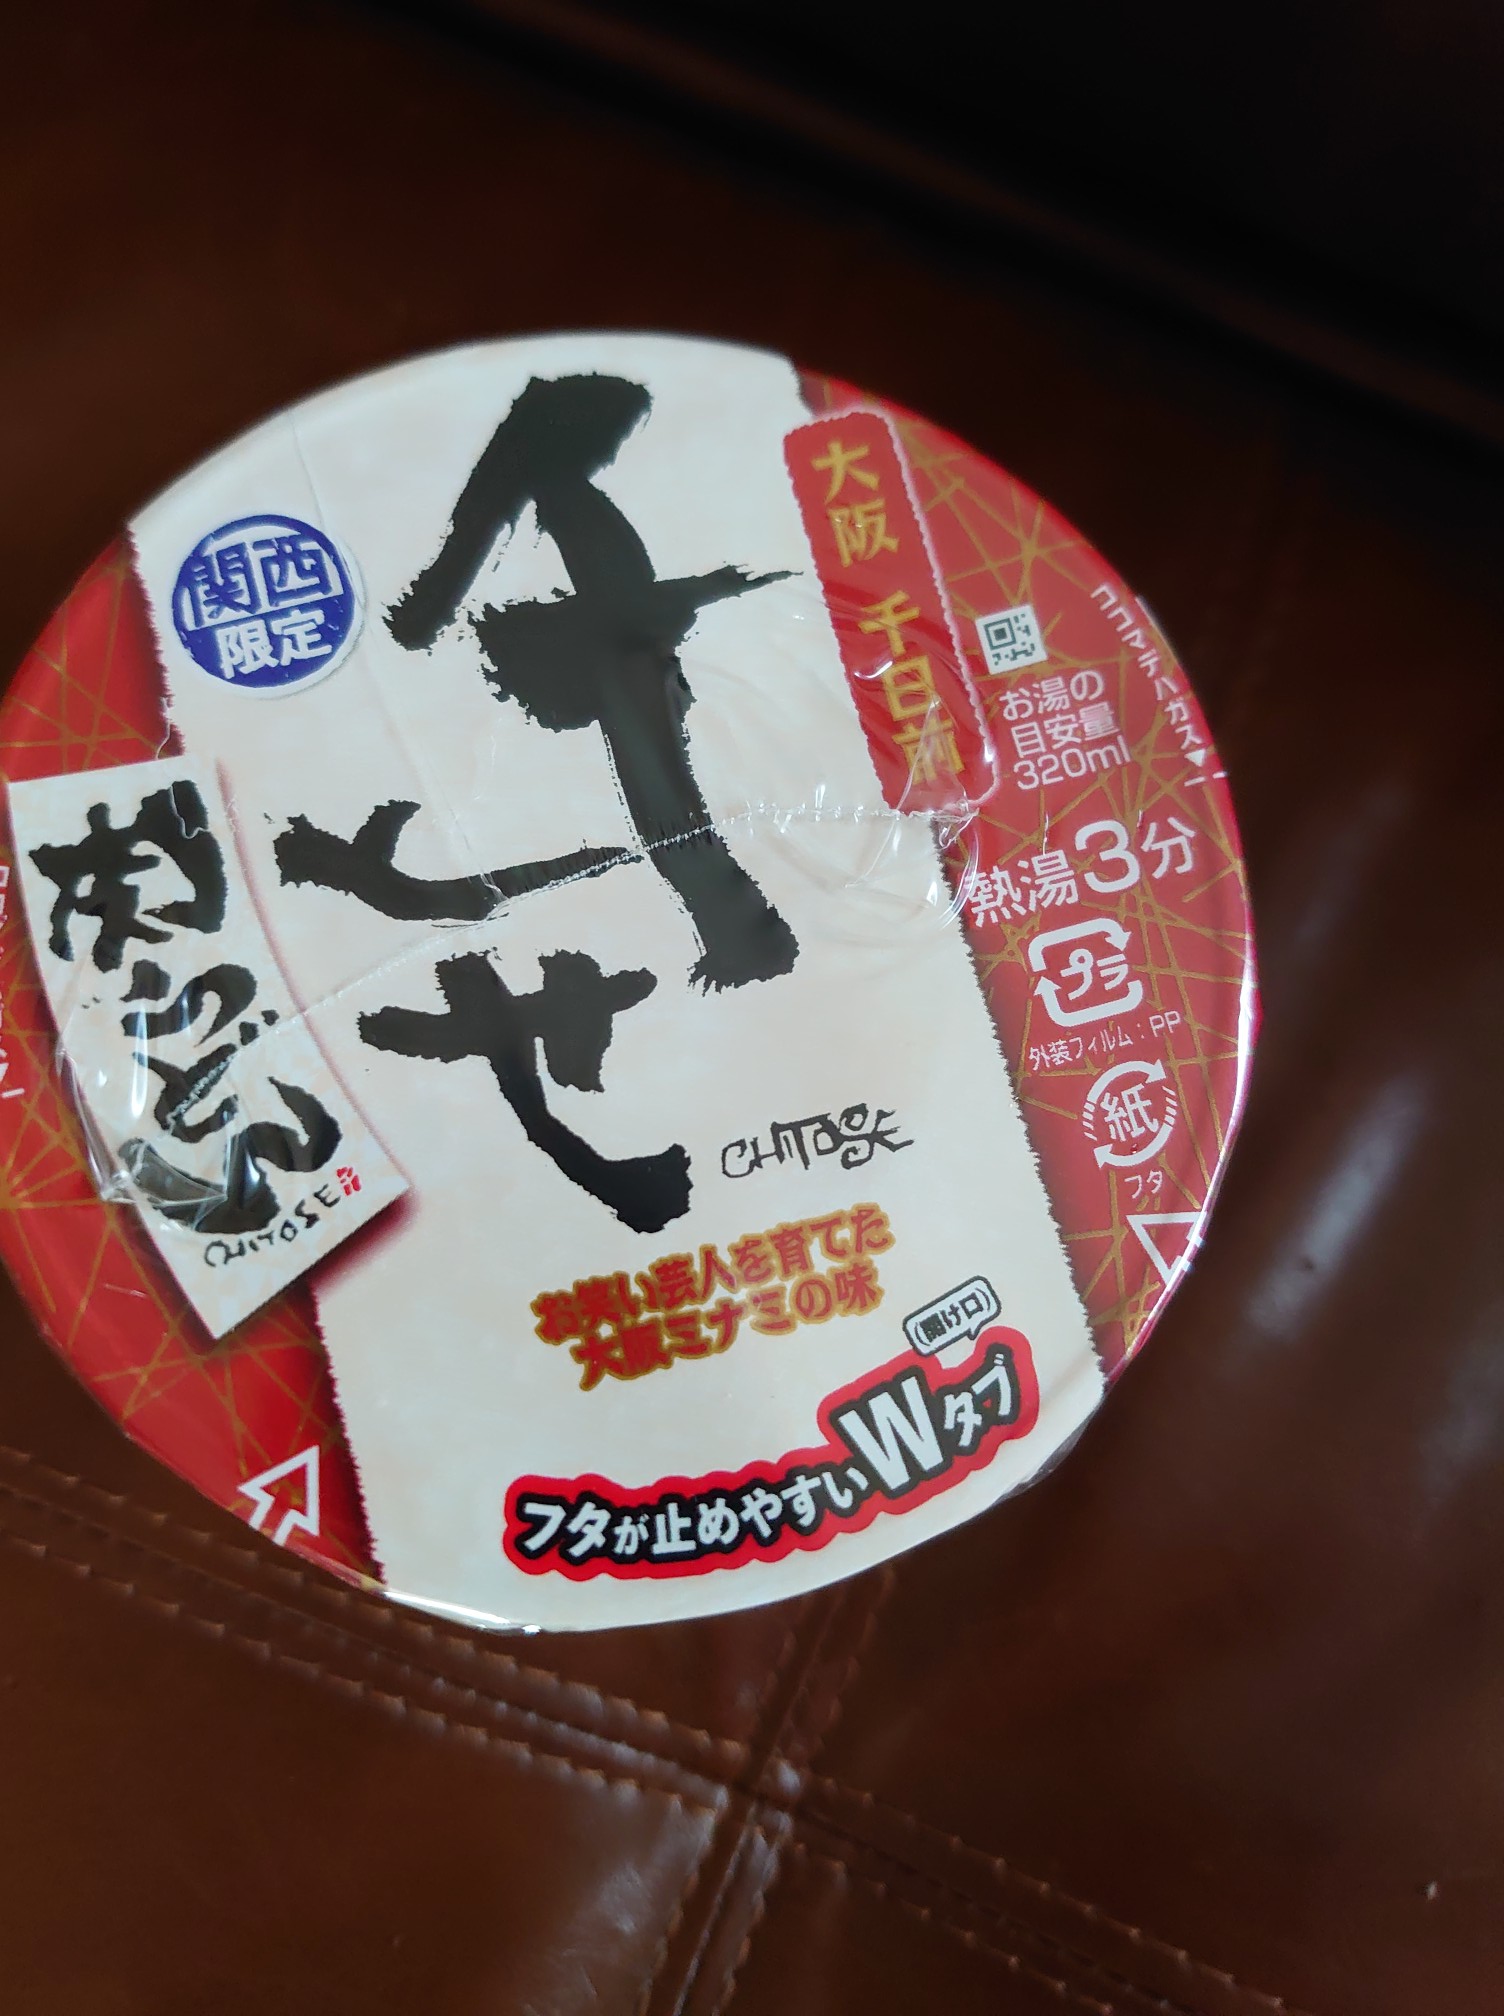 関西
限定
千とせ
CHITOSE
大阪 千日前
肉うどん
CHITOSE
お笑い芸人を育てた
大阪ミナミの味
開け口
フタが止めやすいWタブ
ココマデハガス▼
お湯の
目安量
320ml
熱湯3分
プラ
外装フィルム:PP
紙
フタ